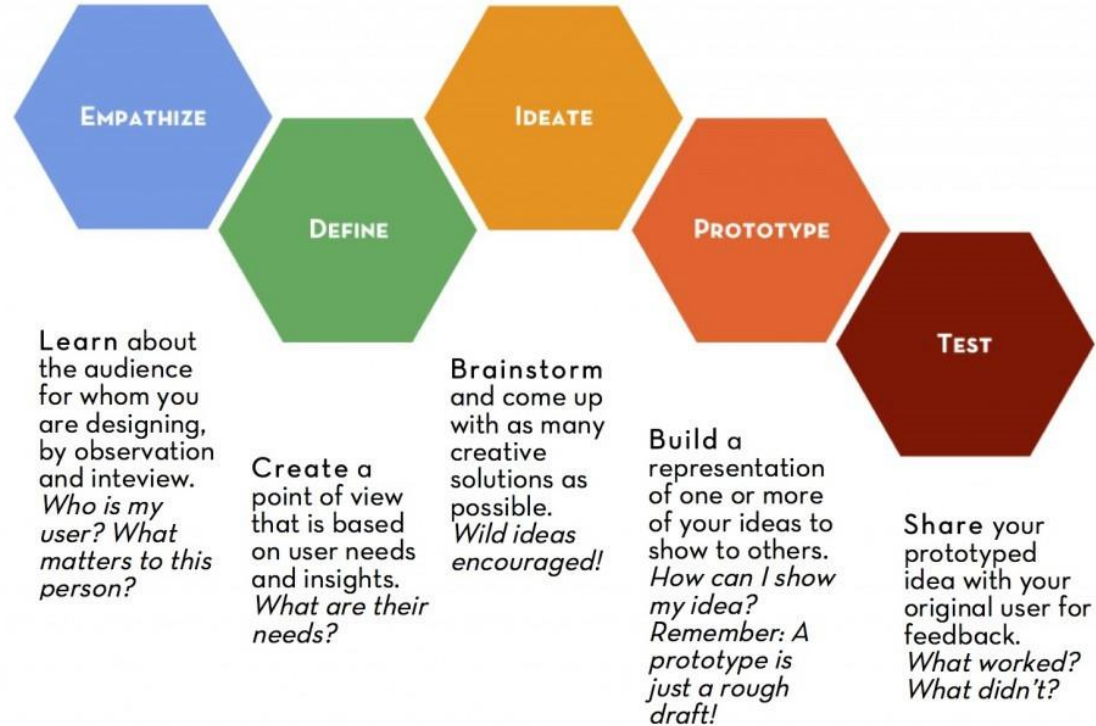 EMPATHIZE
DEFINE
IDEATE
PROTOTYPE
TEST
Learn about
the audience
for whom you
are designing,
by observation
and inteview.
Who is my
user? What
matters to this
person?
Create a
point of view
that is based
on user needs
and insights.
What are their
needs?
Brainstorm
and come up
with as many
creative
solutions as
possible.
Wild ideas
encouraged!
Build a
representation
of one or more
of your ideas to
show to others.
How can I show
my idea?
Remember: A
prototype is
just a rough
draft!
Share your
prototyped
idea with your
original user for
feedback.
What worked?
What didn't?